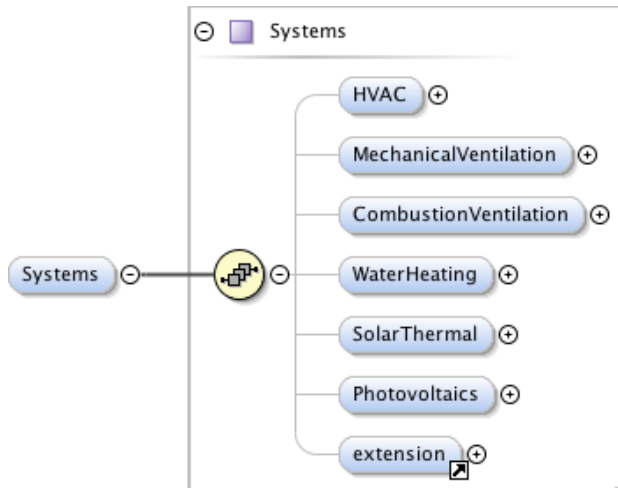 Systems
HVAC
MechanicalVentilation
CombustionVentilation
Systems
WaterHeating
SolarThermal
Photovoltaics
extension